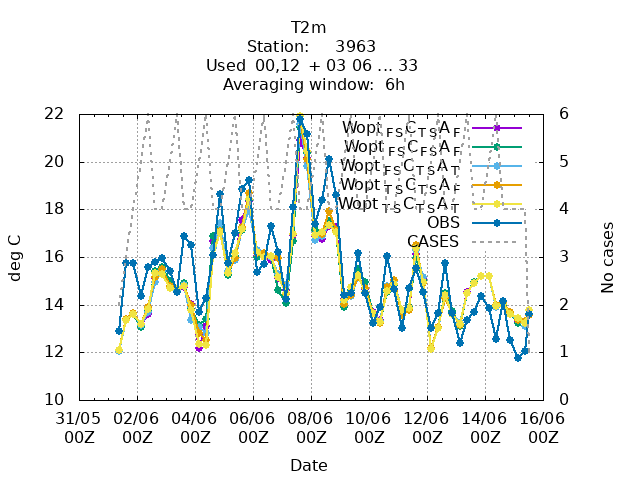 T2m
Station: 3963
Used 00,12 + 03 06 ... 33
Averaging window: 6h
22
20
18
16
14
12
10
6
5
4
3
2
1
0
deg C
No cases
Wopt FS C TS A F
Wopt FS C FS A F
Wopt FS C TS A T
Wopt TS C TS A F
Wopt TS C TS A T
OBS
CASES
31/05 02/06 04/06 06/06 08/06 10/06 12/06 14/06 16/06
00Z 00Z 00Z 00Z 00Z 00Z 00Z 00Z 00Z
Date